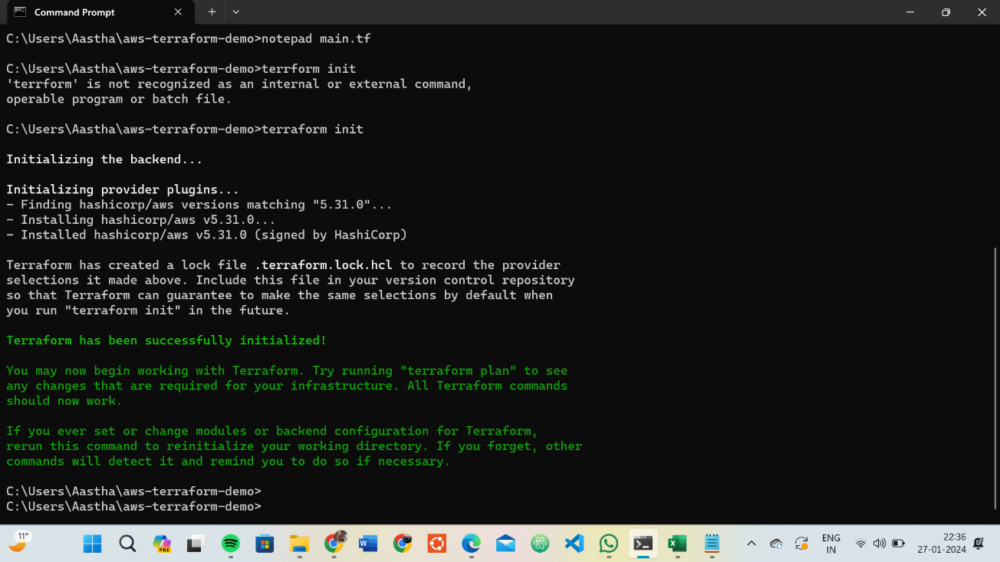 Command Prompt
C:\Users\Aastha\aws-terraform-demo>notepad main.tf
C:\Users\Aastha\aws-terraform-demo>terrform init
'terrform' is not recognized as an internal or external command,
operable program or batch file.
C:\Users\Aastha\aws-terraform-demo>terraform init
Initializing the backend...
Initializing provider plugins...
- Finding hashicorp/aws versions matching "5.31.0"...
- Installing hashicorp/aws v5.31.0...
- Installed hashicorp/aws v5.31.0 (signed by HashiCorp)
Terraform has created a lock file .terraform.lock.hcl to record the provider
selections it made above. Include this file in your version control repository
so that Terraform can guarantee to make the same selections by default when
you run "terraform init" in the future.
Terraform has been successfully initialized!
You may now begin working with Terraform. Try running "terraform plan" to see
any changes that are required for your infrastructure. All Terraform commands
should now work.
If you ever set or change modules or backend configuration for Terraform,
rerun this command to reinitialize your working directory. If you forget, other
commands will detect it and remind you to do so if necessary.
C:\Users\Aastha\aws-terraform-demo>
C:\Users\Aastha\aws-terraform-demo>
11°
PRE
ENG
IN
22:36
27-01-2024